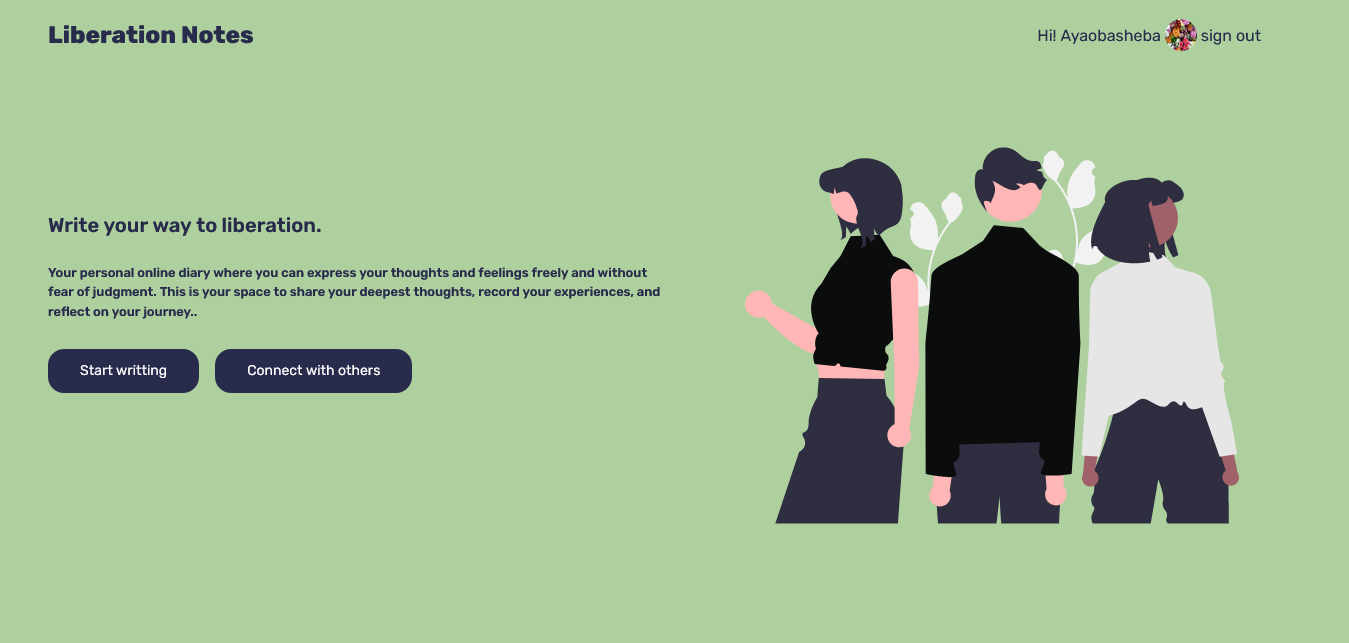 Liberation Notes
Hi! Ayaobasheba sign out
Write your way to liberation.
Your personal online diary where you can express your thoughts and feelings freely and without
fear of judgment. This is your space to share your deepest thoughts, record your experiences, and
reflect on your journey..
Start writting
Connect with others